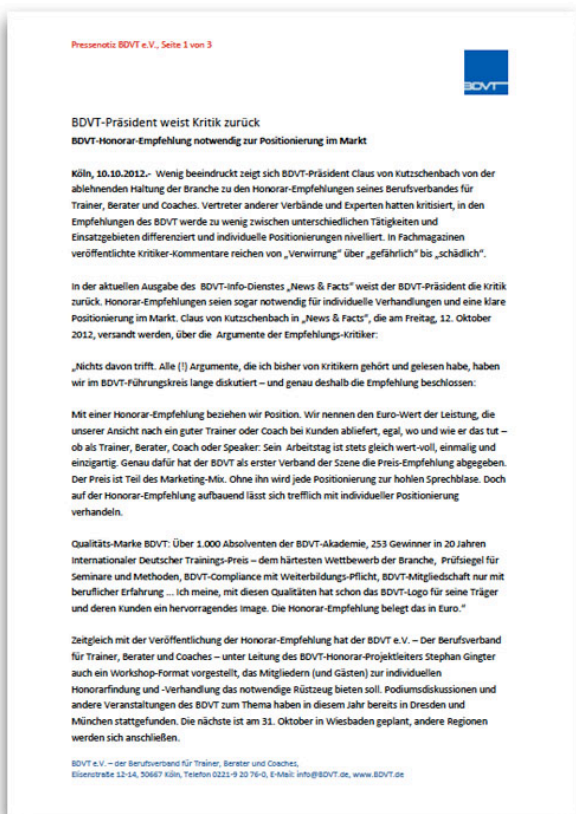 Pressenotiz BDVT e.V., Seite 1 von 3
BDVT
BDVT-Präsident weist Kritik zurück
BDVT-Honorar-Empfehlung notwendig zur Positionierung im Markt
Köln, 10.10.2012.- Wenig beeindruckt zeigt sich BDVT-Präsident Claus von Kutzschenbach von der
ablehnenden Haltung der Branche zu den Honorar-Empfehlungen seines Berufsverbandes für
Trainer, Berater und Coaches. Vertreter anderer Verbände und Experten hatten kritisiert, in den
Empfehlungen des BDVT werde zu wenig zwischen unterschiedlichen Tätigkeiten und
Einsatzgebieten differenziert und individuelle Positionierungen nivelliert. In Fachmagazinen
veröffentlichte Kritiker-Kommentare reichen von „Verwirrung" über „gefährlich" bis „schädlich".
In der aktuellen Ausgabe des BDVT-Info-Dienstes „News & Facts" weist der BDVT-Präsident die Kritik
zurück. Honorar-Empfehlungen seien sogar notwendig für individuelle Verhandlungen und eine klare
Positionierung im Markt. Claus von Kutzschenbach in „News & Facts", die am Freitag, 12. Oktober
2012, versandt werden, über die Argumente der Empfehlungs-Kritiker:
„Nichts davon trifft. Alle (!) Argumente, die ich bisher von Kritikern gehört und gelesen habe, haben
wir im BDVT-Führungskreis lange diskutiert – und genau deshalb die Empfehlung beschlossen:
Mit einer Honorar-Empfehlung beziehen wir Position. Wir nennen den Euro-Wert der Leistung, die
unserer Ansicht nach ein guter Trainer oder Coach bei Kunden abliefert, egal, wo und wie er das tut –
ob als Trainer, Berater, Coach oder Speaker: Sein Arbeitstag ist stets gleich wert-voll, einmalig und
einzigartig. Genau dafür hat der BDVT als erster Verband der Szene die Preis-Empfehlung abgegeben.
Der Preis ist Teil des Marketing-Mix. Ohne ihn wird jede Positionierung zur hohlen Sprechblase. Doch
auf der Honorar-Empfehlung aufbauend lässt sich trefflich mit individueller Positionierung
verhandeln.
Qualitäts-Marke BDVT: Über 1.000 Absolventen der BDVT-Akademie, 253 Gewinner in 20 Jahren
Internationaler Deutscher Trainings-Preis – dem härtesten Wettbewerb der Branche, Prüfsiegel für
Seminare und Methoden, BDVT-Compliance mit Weiterbildungs-Pflicht, BDVT-Mitgliedschaft nur mit
beruflicher Erfahrung ... Ich meine, mit diesen Qualitäten hat schon das BDVT-Logo für seine Träger
und deren Kunden ein hervorragendes Image. Die Honorar-Empfehlung belegt das in Euro."
Zeitgleich mit der Veröffentlichung der Honorar-Empfehlung hat der BDVT e.V. – Der Berufsverband
für Trainer, Berater und Coaches – unter Leitung des BDVT-Honorar-Projektleiters Stephan Gingter
auch ein Workshop-Format vorgestellt, das Mitgliedern (und Gästen) zur individuellen
Honorarfindung und -Verhandlung das notwendige Rüstzeug bieten soll. Podiumsdiskussionen und
andere Veranstaltungen des BDVT zum Thema haben in diesem Jahr bereits in Dresden und
München stattgefunden. Die nächste ist am 31. Oktober in Wiesbaden geplant, andere Regionen
werden sich anschließen.
BDVT e.V. – der Berufsverband für Trainer, Berater und Coaches,
Elisenstraße 12-14, 50667 Köln, Telefon 0221-9 20 76-0, E-Mail: info@BDVT.de, www.BDVT.de